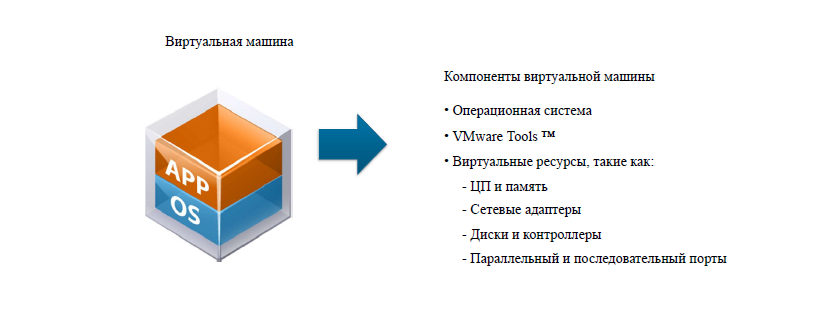 Виртуальная машина
Компоненты виртуальной машины
• Операционная система
• VMware Tools ™
• Виртуальные ресурсы, такие как:
- ЦП и память
- Сетевые адаптеры
- Диски и контроллеры
- Параллельный и последовательный порты
APP
OS